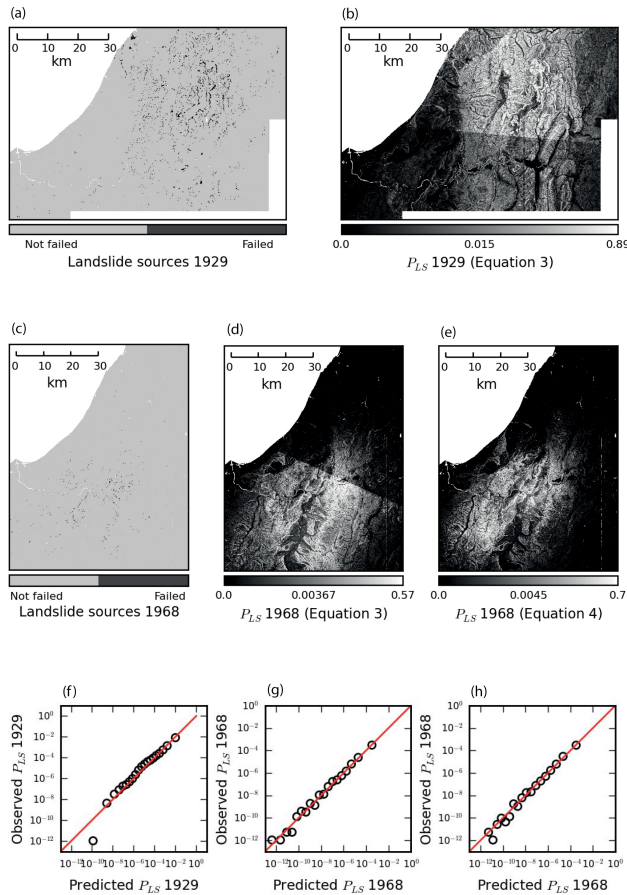 (a)
0 10 20 30
km
Not failed Failed
Landslide sources 1929
(b)
0 10 20 30
km
0.0 0.015 0.89
P_LS 1929 (Equation 3)
(c)
0 10 20 30
km
Not failed Failed
Landslide sources 1968
(d)
0 10 20 30
km
0.0 0.00367 0.57
P_LS 1968 (Equation 3)
(e)
0 10 20 30
km
0.0 0.0045 0.7
P_LS 1968 (Equation 4)
(f)
Observed P_LS 1929
10^0
10^-2
10^-4
10^-6
10^-8
10^-10
10^-12
10^-12 10^-10 10^-8 10^-6 10^-4 10^-2 10^0
Predicted P_LS 1929
(g)
Observed P_LS 1968
10^0
10^-2
10^-4
10^-6
10^-8
10^-10
10^-12
10^-12 10^-10 10^-8 10^-6 10^-4 10^-2 10^0
Predicted P_LS 1968
(h)
Observed P_LS 1968
10^0
10^-2
10^-4
10^-6
10^-8
10^-10
10^-12
10^-12 10^-10 10^-8 10^-6 10^-4 10^-2 10^0
Predicted P_LS 1968